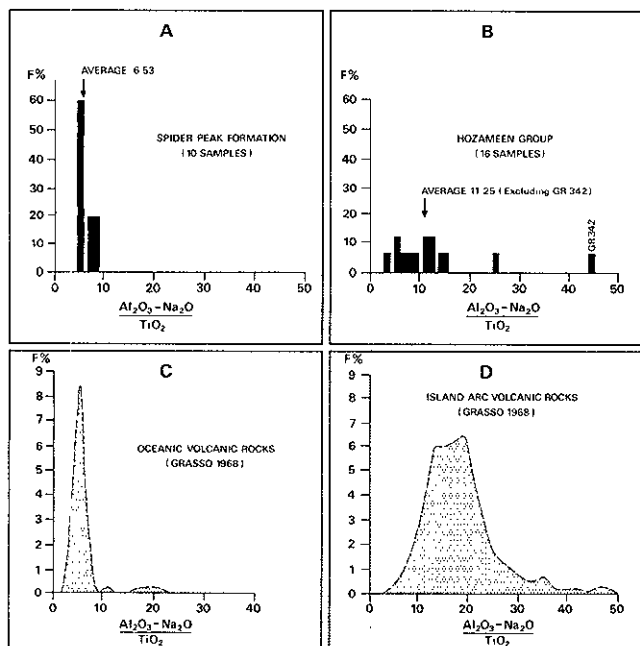 A
F%
AVERAGE 6·53
60
50
40
30
20
10
0
SPIDER PEAK FORMATION
(10 SAMPLES)
10 20 30 40 50
Al₂O₃–Na₂O
TiO₂
B
F%
60
50
40
30
20
10
0
HOZAMEEN GROUP
(16 SAMPLES)
AVERAGE 11·25 (Excluding GR 342)
GR 342
10 20 30 40 50
Al₂O₃–Na₂O
TiO₂
C
F%
9
8
7
6
5
4
3
2
1
0
OCEANIC VOLCANIC ROCKS
(GRASSO 1968)
0 10 20 30 40
Al₂O₃–Na₂O
TiO₂
D
F%
9
8
7
6
5
4
3
2
1
0
ISLAND ARC VOLCANIC ROCKS
(GRASSO 1968)
0 10 20 30 40 50
Al₂O₃–Na₂O
TiO₂